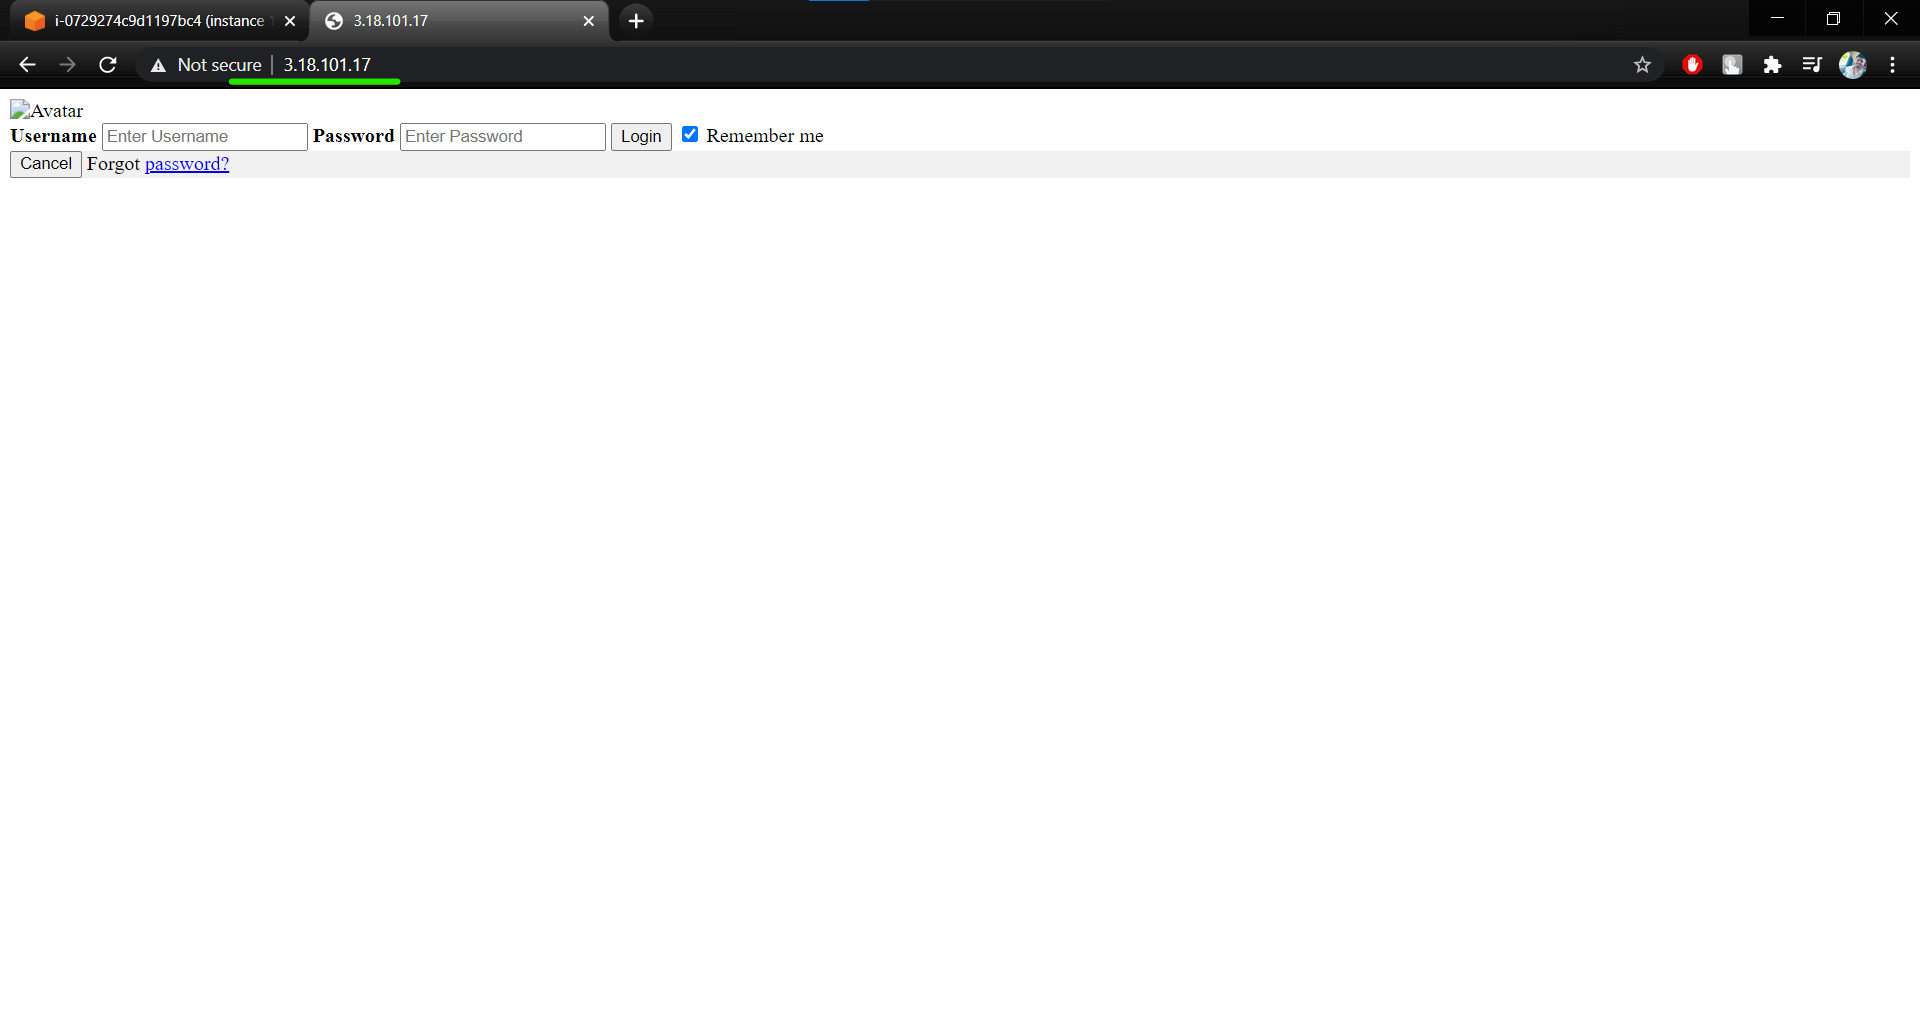 i-0729274c9d1197bc4 (instance
3.18.101.17
Not secure 3.18.101.17
Avatar
Username Enter Username Password Enter Password Login Remember me
Cancel Forgot password?